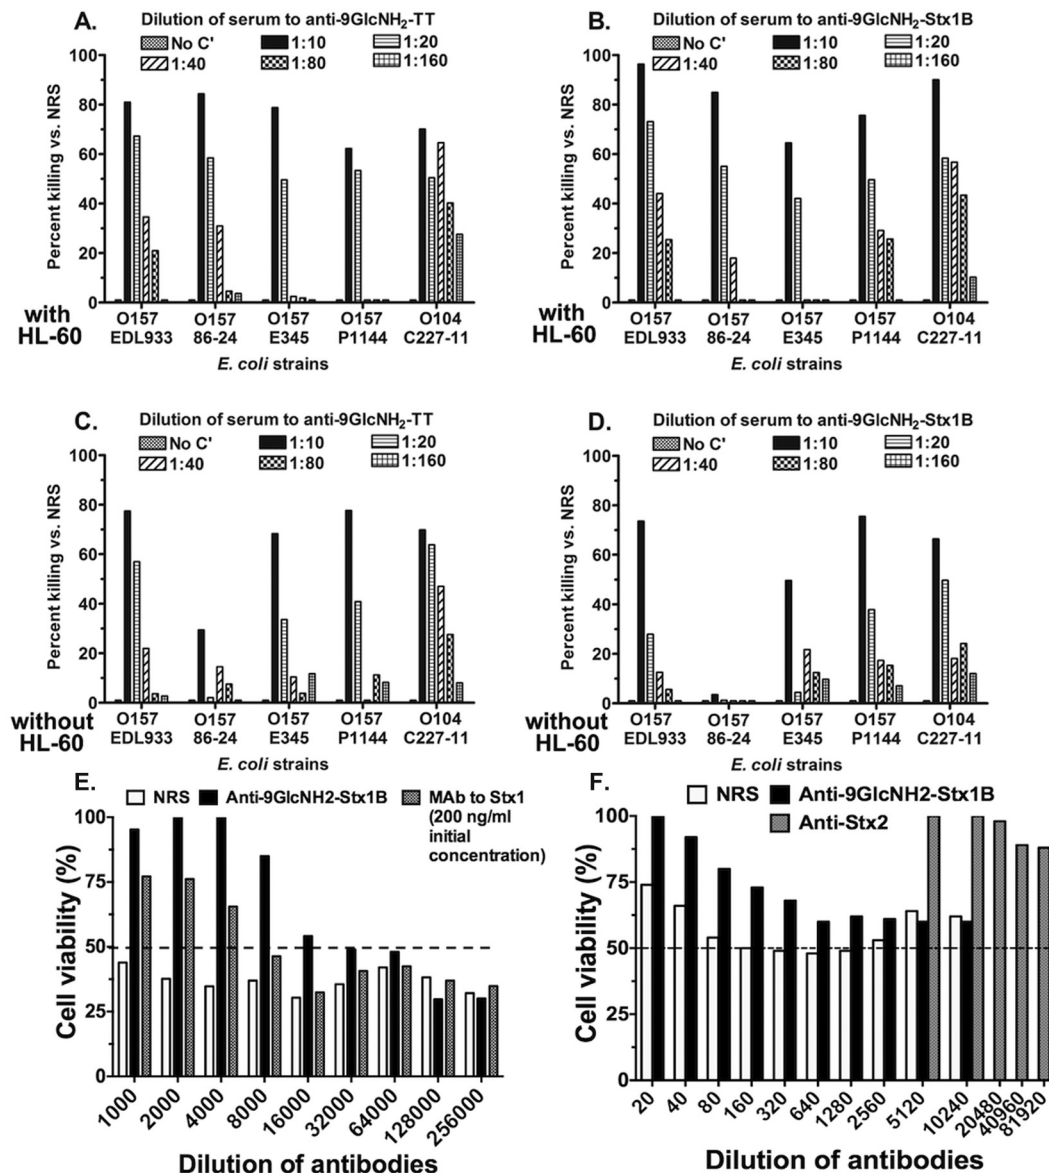 A.
Dilution of serum to anti-9GlcNH2-TT
No C' 1:10 1:20
1:40 1:80 1:160
Percent killing vs. NRS
100
80
60
40
20
0
with
HL-60
O157 O157 O157 O157 O104
EDL933 86-24 E345 P1144 C227-11
E. coli strains
B.
Dilution of serum to anti-9GlcNH2-Stx1B
No C' 1:10 1:20
1:40 1:80 1:160
Percent killing vs. NRS
100
80
60
40
20
0
with
HL-60
O157 O157 O157 O157 O104
EDL933 86-24 E345 P1144 C227-11
E. coli strains
C.
Dilution of serum to anti-9GlcNH2-TT
No C' 1:10 1:20
1:40 1:80 1:160
Percent killing vs. NRS
100
80
60
40
20
0
without
HL-60
O157 O157 O157 O157 O104
EDL933 86-24 E345 P1144 C227-11
E. coli strains
D.
Dilution of serum to anti-9GlcNH2-Stx1B
No C' 1:10 1:20
1:40 1:80 1:160
Percent killing vs. NRS
100
80
60
40
20
0
without
HL-60
O157 O157 O157 O157 O104
EDL933 86-24 E345 P1144 C227-11
E. coli strains
E.
NRS Anti-9GlcNH2-Stx1B MAb to Stx1
(200 ng/ml
initial
concentration)
Cell viability (%)
100
75
50
25
0
1000 2000 4000 8000 16000 32000 64000 128000 256000
Dilution of antibodies
F.
NRS Anti-9GlcNH2-Stx1B
Anti-Stx2
Cell viability (%)
100
75
50
25
0
20 40 80 160 320 640 1280 2560 5120 10240 20480 40960 81920
Dilution of antibodies